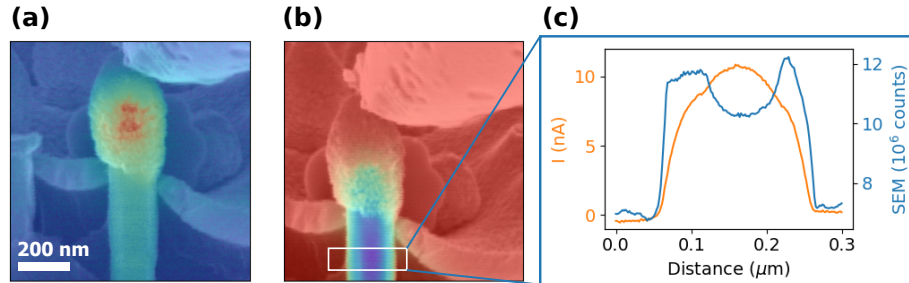 (a)
(b)
(c)
200 nm
I (nA)
10
5
0
12
10
8
SEM (10⁶ counts)
0.0
0.1
0.2
0.3
Distance (μm)